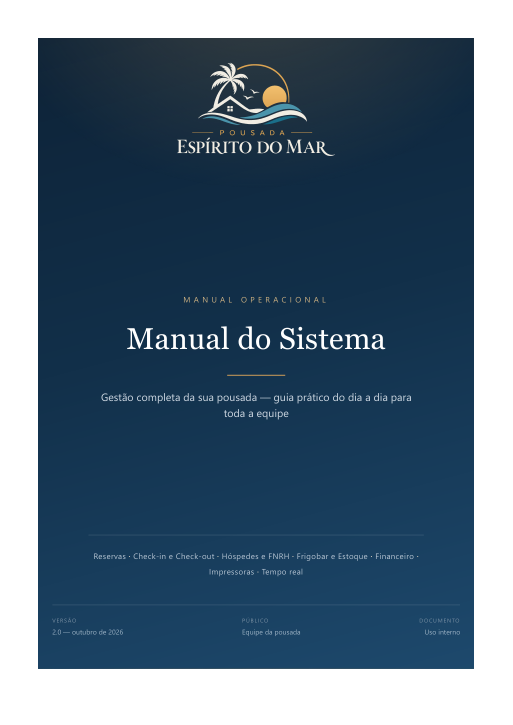 POUSADA
ESPÍRITO DO MAR
MANUAL OPERACIONAL
Manual do Sistema
Gestão completa da sua pousada — guia prático do dia a dia para
toda a equipe
Reservas · Check-in e Check-out · Hóspedes e FNRH · Frigobar e Estoque · Financeiro ·
Impressoras · Tempo real
VERSÃO
2.0 — outubro de 2026
PÚBLICO
Equipe da pousada
DOCUMENTO
Uso interno